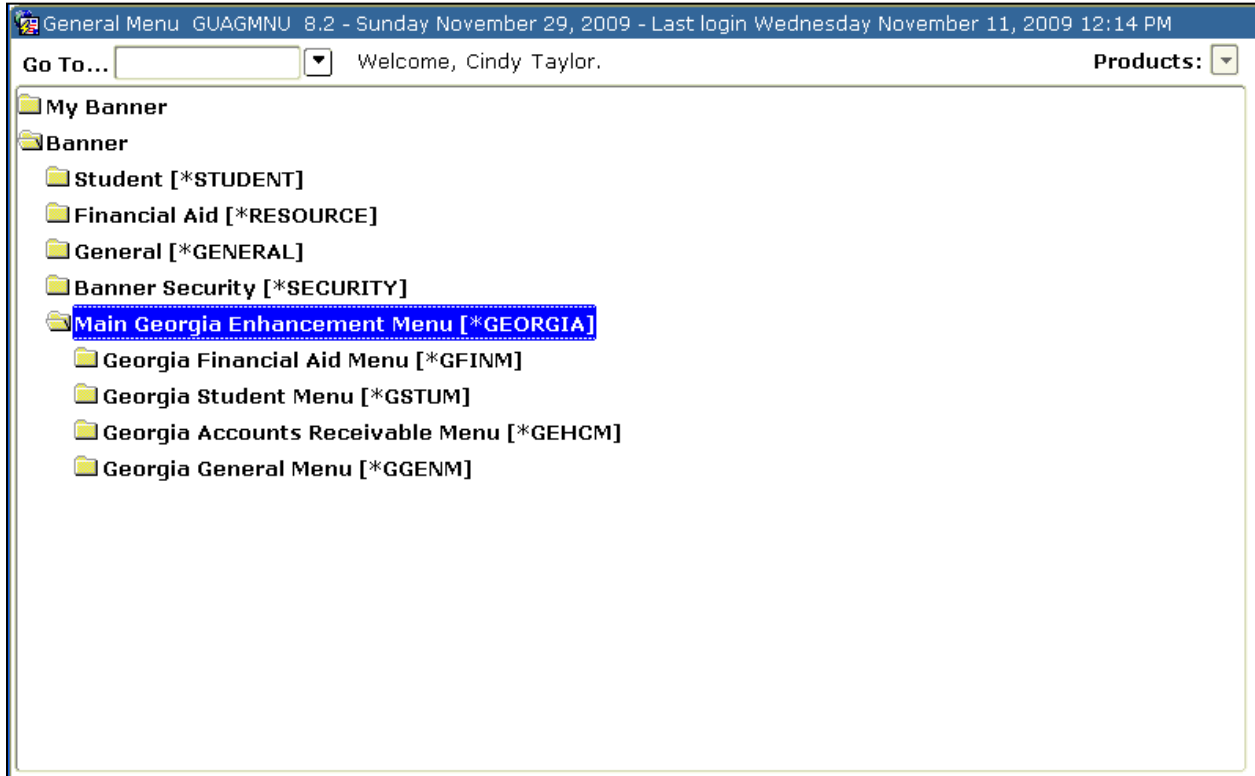 General Menu GUAGMNU 8.2 - Sunday November 29, 2009 - Last login Wednesday November 11, 2009 12:14 PM
Go To... Welcome, Cindy Taylor. Products:
My Banner
Banner
Student [*STUDENT]
Financial Aid [*RESOURCE]
General [*GENERAL]
Banner Security [*SECURITY]
Main Georgia Enhancement Menu [*GEORGIA]
Georgia Financial Aid Menu [*GFINM]
Georgia Student Menu [*GSTUM]
Georgia Accounts Receivable Menu [*GEHCM]
Georgia General Menu [*GGENM]